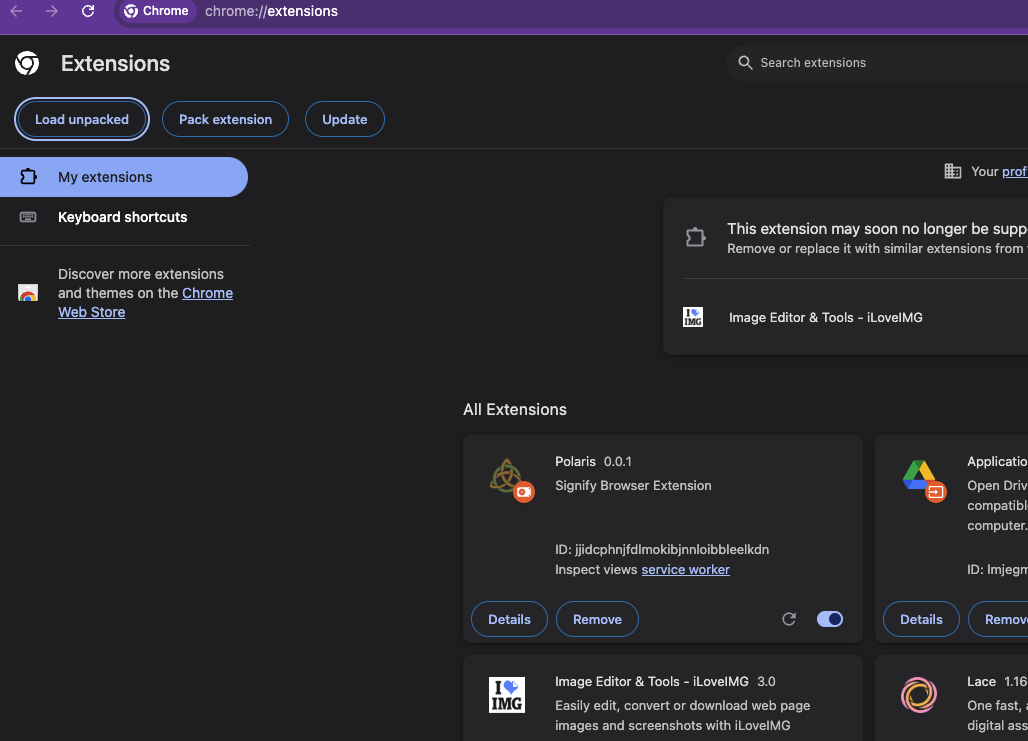 Chrome
chrome://extensions
Extensions
Search extensions
Load unpacked
Pack extension
Update
My extensions
Keyboard shortcuts
Discover more extensions
and themes on the Chrome
Web Store
Your prof
This extension may soon no longer be supp
Remove or replace it with similar extensions from
I
IMG
Image Editor & Tools - iLoveIMG
All Extensions
Polaris 0.0.1
Signify Browser Extension
ID: jjidcphnjfdlmokibjnnloibbleelkdn
Inspect views service worker
Details
Remove
Applicatio
Open Driv
compatible
computer.
ID: lmjegm
Details
Remov
I
IMG
Image Editor & Tools - iLoveIMG 3.0
Easily edit, convert or download web page
images and screenshots with iLoveIMG
Lace 1.16
One fast, a
digital ass